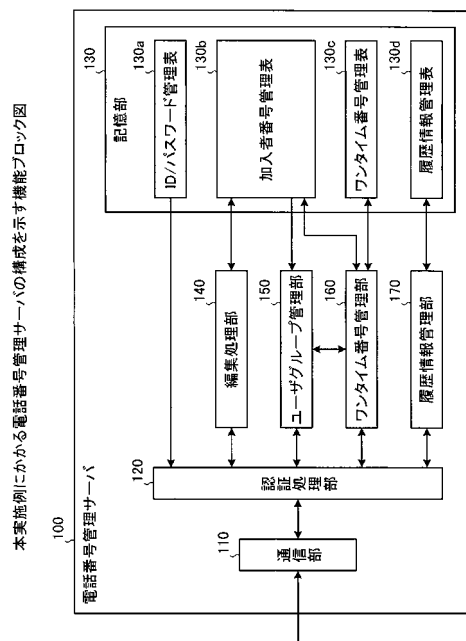 本実施例にかかる電話番号管理サーバの構成を示す機能ブロック図
100
電話番号管理サーバ
110
通信部
120
認証処理部
140
編集処理部
150
ユーザグループ管理部
160
ワンタイム番号管理部
170
履歴情報管理部
130
記憶部
130a
ID/パスワード管理表
130b
加入者番号管理表
130c
ワンタイム番号管理表
130d
履歴情報管理表